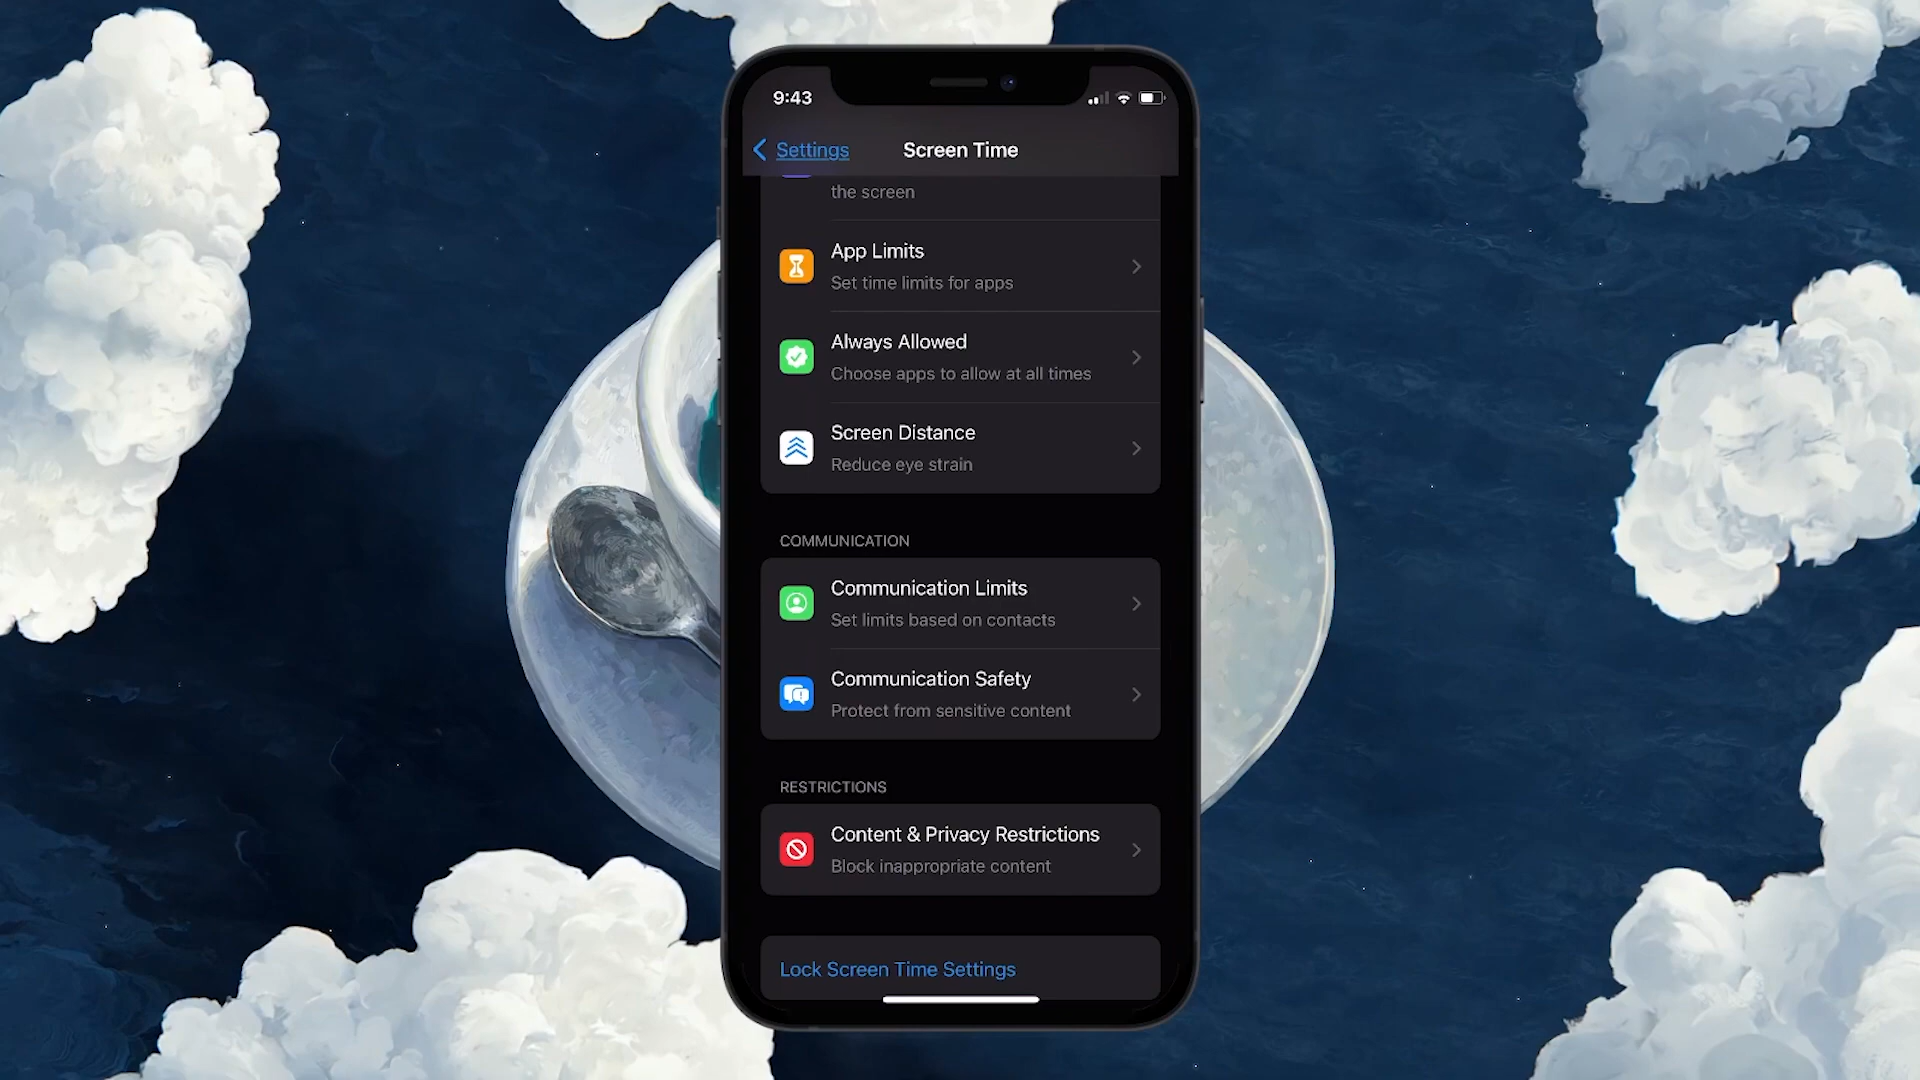 9:43
Settings
Screen Time
the screen
App Limits
Set time limits for apps
Always Allowed
Choose apps to allow at all times
Screen Distance
Reduce eye strain
COMMUNICATION
Communication Limits
Set limits based on contacts
Communication Safety
Protect from sensitive content
RESTRICTIONS
Content & Privacy Restrictions
Block inappropriate content
Lock Screen Time Settings